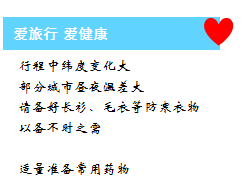 爱旅行 爱健康
行程中纬度变化大
部分城市昼夜温差大
请备好长衫、毛衣等防寒衣物
以备不时之需
适量准备常用药物